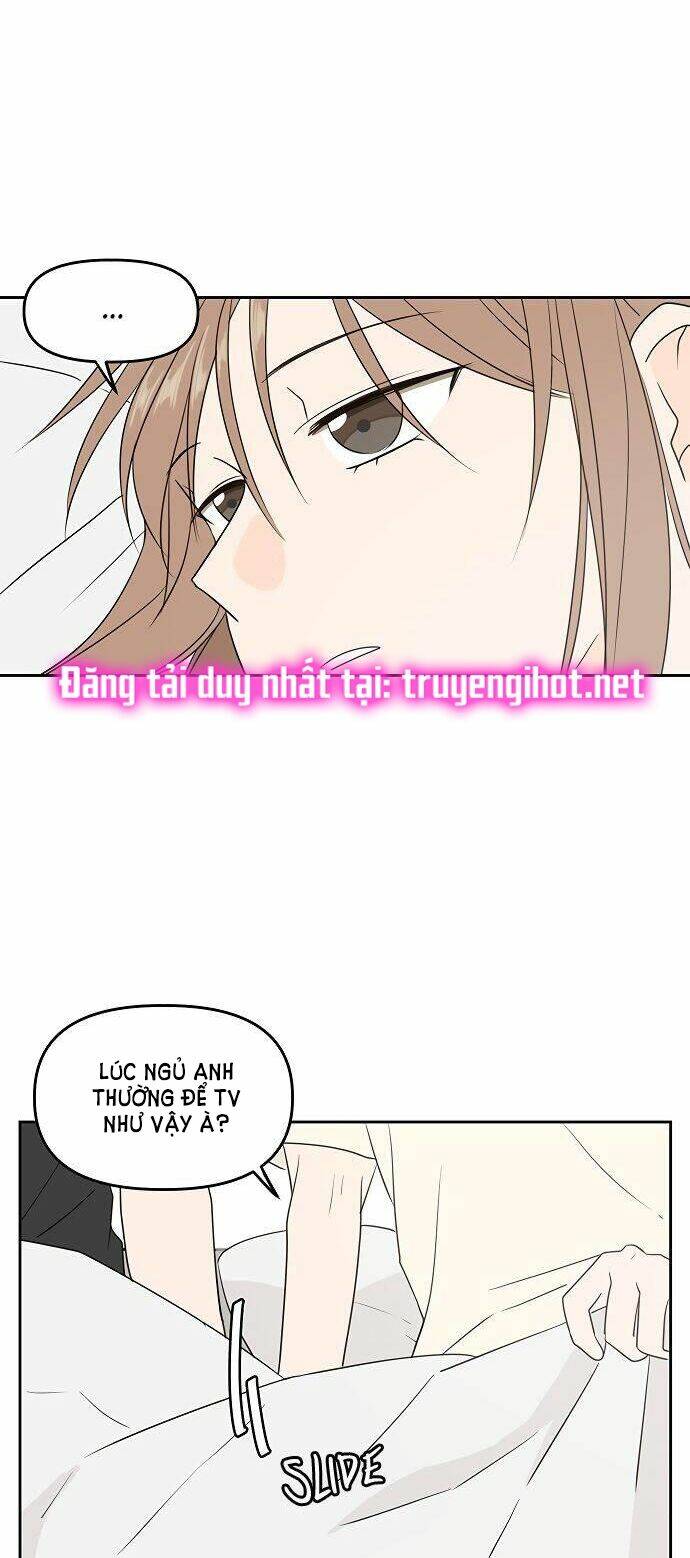 ...
Đăng tải duy nhất tại: truyengihot.net
LÚC NGỦ ANH
THƯỜNG ĐỂ TV
NHƯ VẬY À?
SLIDE